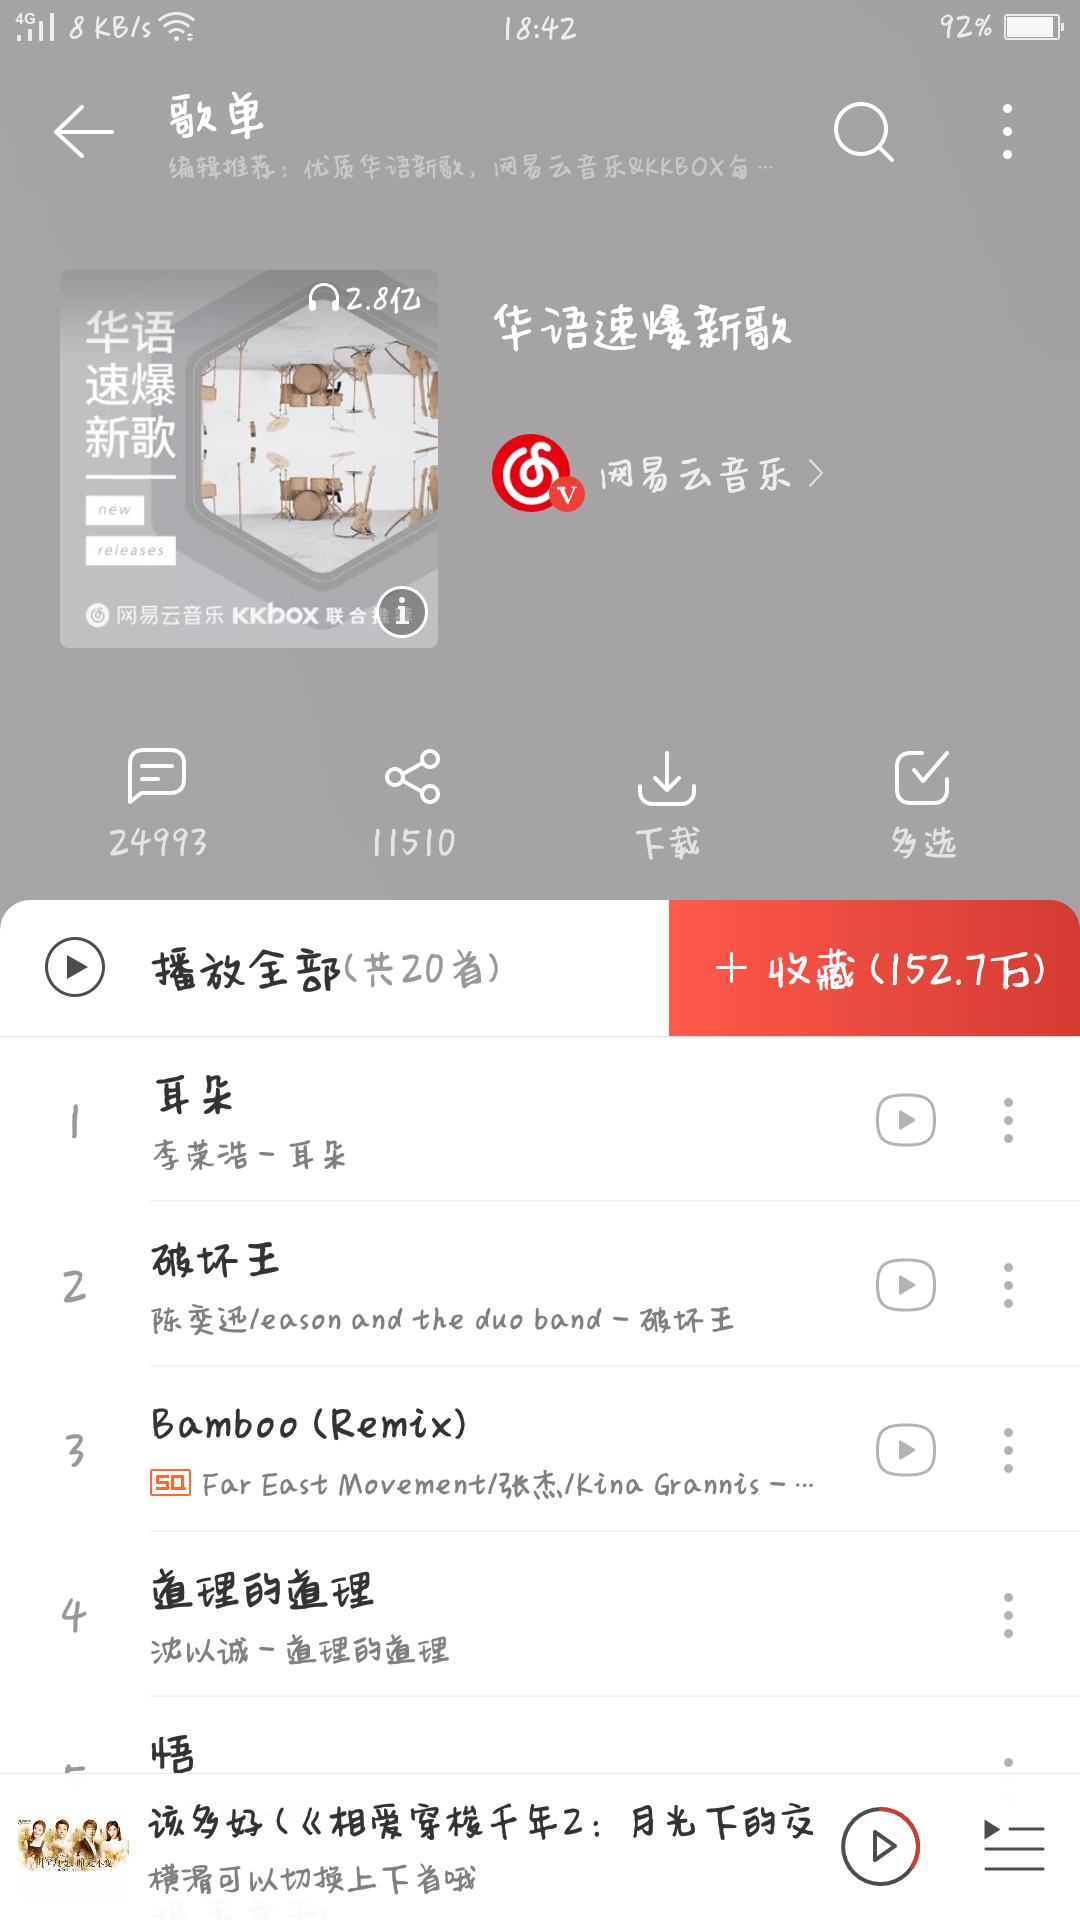 4G 8 KB/s 18:42 92%
歌单
编辑推荐：优质华语新歌，网易云音乐&KKBOX每…
2.8亿
华语
速爆
新歌
new
releases
网易云音乐 KKBOX 联合推荐
华语速爆新歌
网易云音乐
24993 11510 下载 多选
播放全部(共20首) + 收藏 (152.7万)
1 耳朵
李荣浩 - 耳朵
2 破坏王
陈奕迅/eason and the duo band - 破坏王
3 Bamboo (Remix)
SQ Far East Movement/张杰/Kina Grannis - …
4 道理的道理
沈以诚 - 道理的道理
5 悟
该多好 (《相爱穿梭千年2：月光下的交
横滑可以切换上下首哦